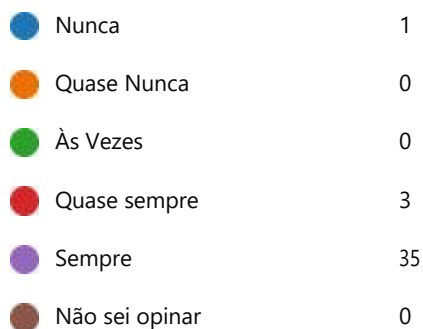 Nunca 1
Quase Nunca 0
Às Vezes 0
Quase sempre 3
Sempre 35
Não sei opinar 0